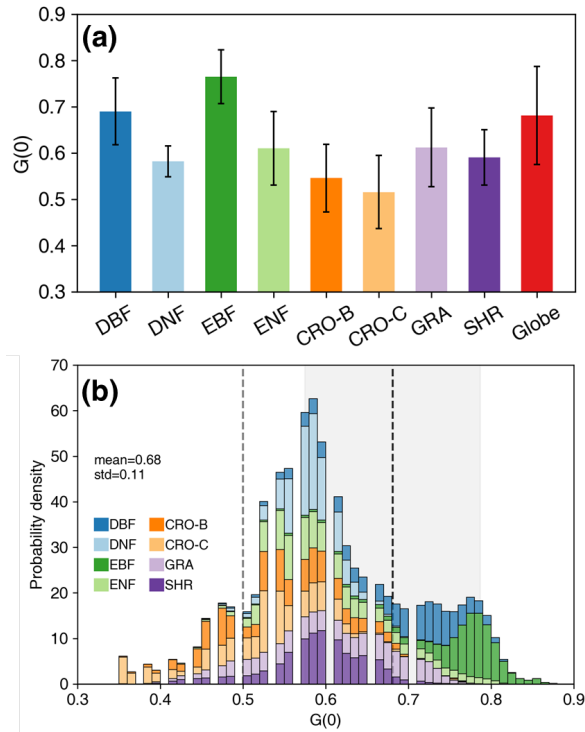 (a)
G(0)
0.9
0.8
0.7
0.6
0.5
0.4
0.3
DBF DNF EBF ENF CRO-B CRO-C GRA SHR Globe
(b)
Probability density
70
60
50
40
30
20
10
0
mean=0.68
std=0.11
DBF CRO-B
DNF CRO-C
EBF GRA
ENF SHR
0.3 0.4 0.5 0.6 0.7 0.8 0.9
G(0)